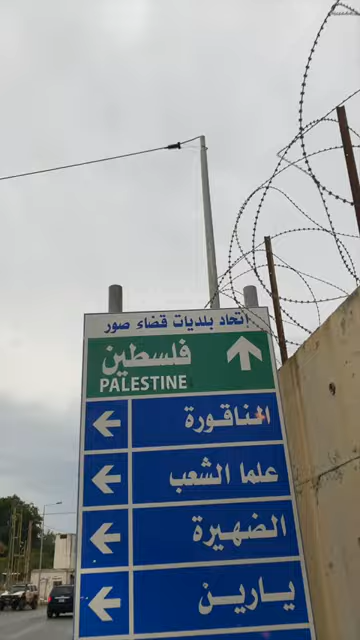 اتحاد بلديات قضاء صور
فلسطين
PALESTINE
الناقورة
علما الشعب
الضهيرة
يارين